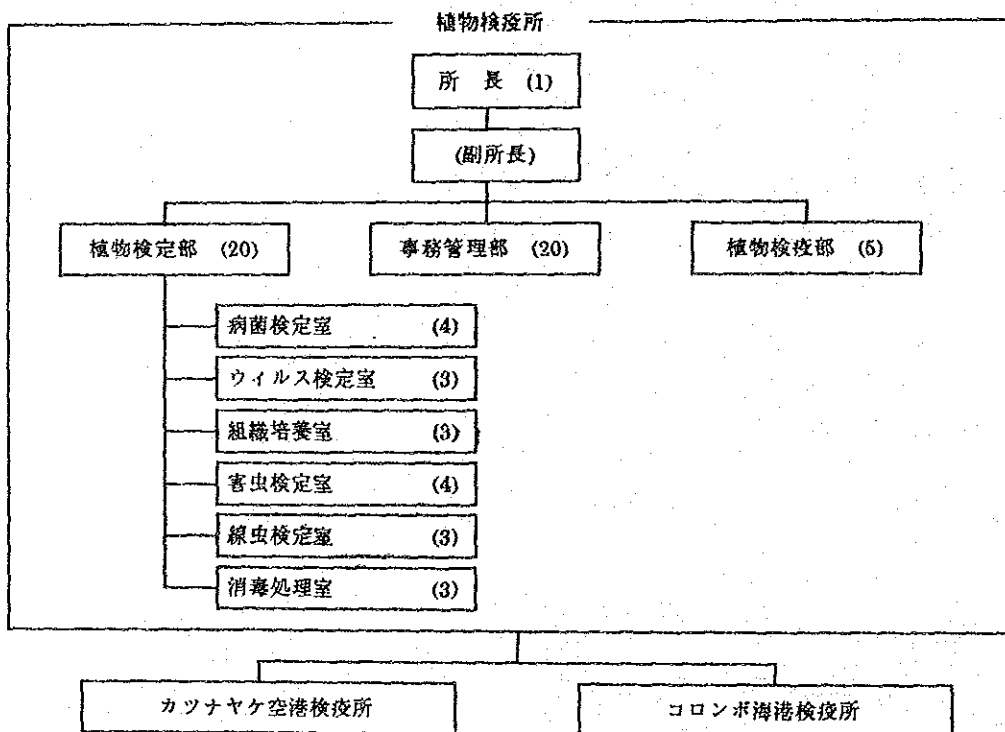 植物検疫所
所 長 (1)
(副所長)
植物検定部 (20)
事務管理部 (20)
植物検疫部 (5)
病菌検定室 (4)
ウィルス検定室 (3)
組織培養室 (3)
害虫検定室 (4)
線虫検定室 (3)
消毒処理室 (3)
カツナヤケ空港検疫所
コロンボ海港検疫所